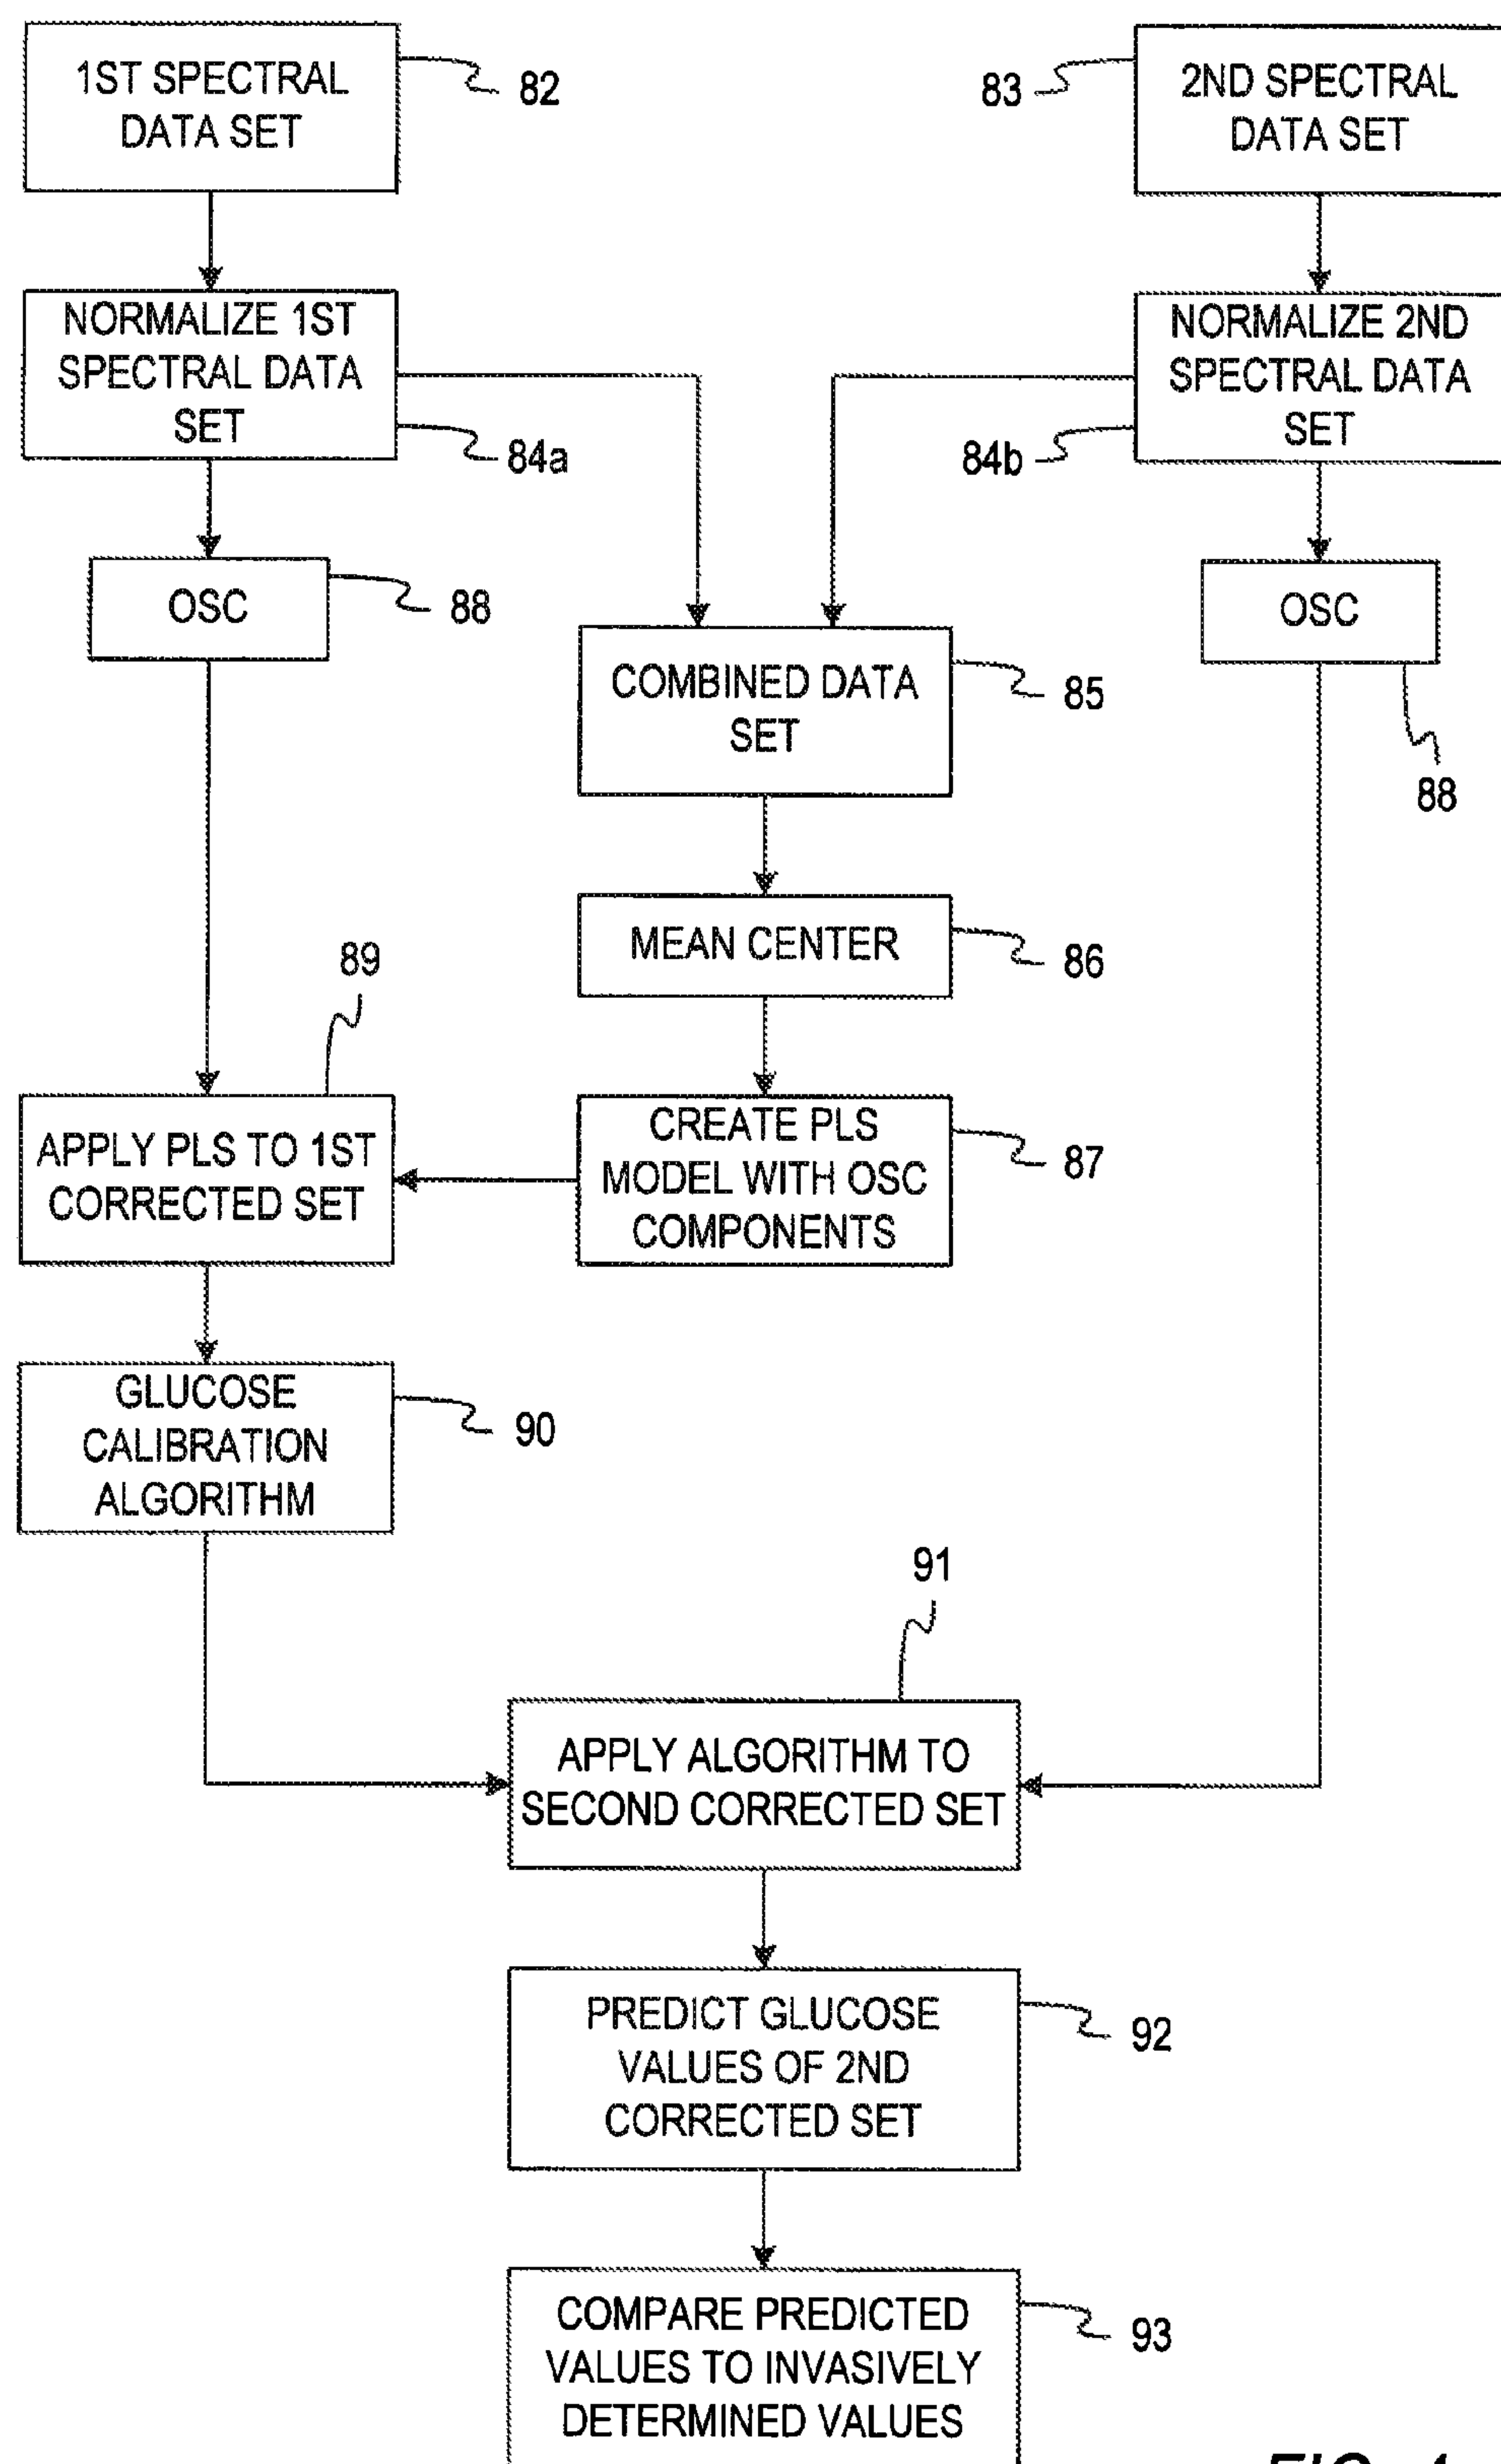 1ST SPECTRAL
DATA SET
82
83
2ND SPECTRAL
DATA SET
NORMALIZE 1ST
SPECTRAL DATA
SET
84a
84b
NORMALIZE 2ND
SPECTRAL DATA
SET
OSC
88
COMBINED DATA
SET
85
OSC
88
MEAN CENTER
86
89
APPLY PLS TO 1ST
CORRECTED SET
CREATE PLS
MODEL WITH OSC
COMPONENTS
87
GLUCOSE
CALIBRATION
ALGORITHM
90
91
APPLY ALGORITHM TO
SECOND CORRECTED SET
PREDICT GLUCOSE
VALUES OF 2ND
CORRECTED SET
92
COMPARE PREDICTED
VALUES TO INVASIVELY
DETERMINED VALUES
93